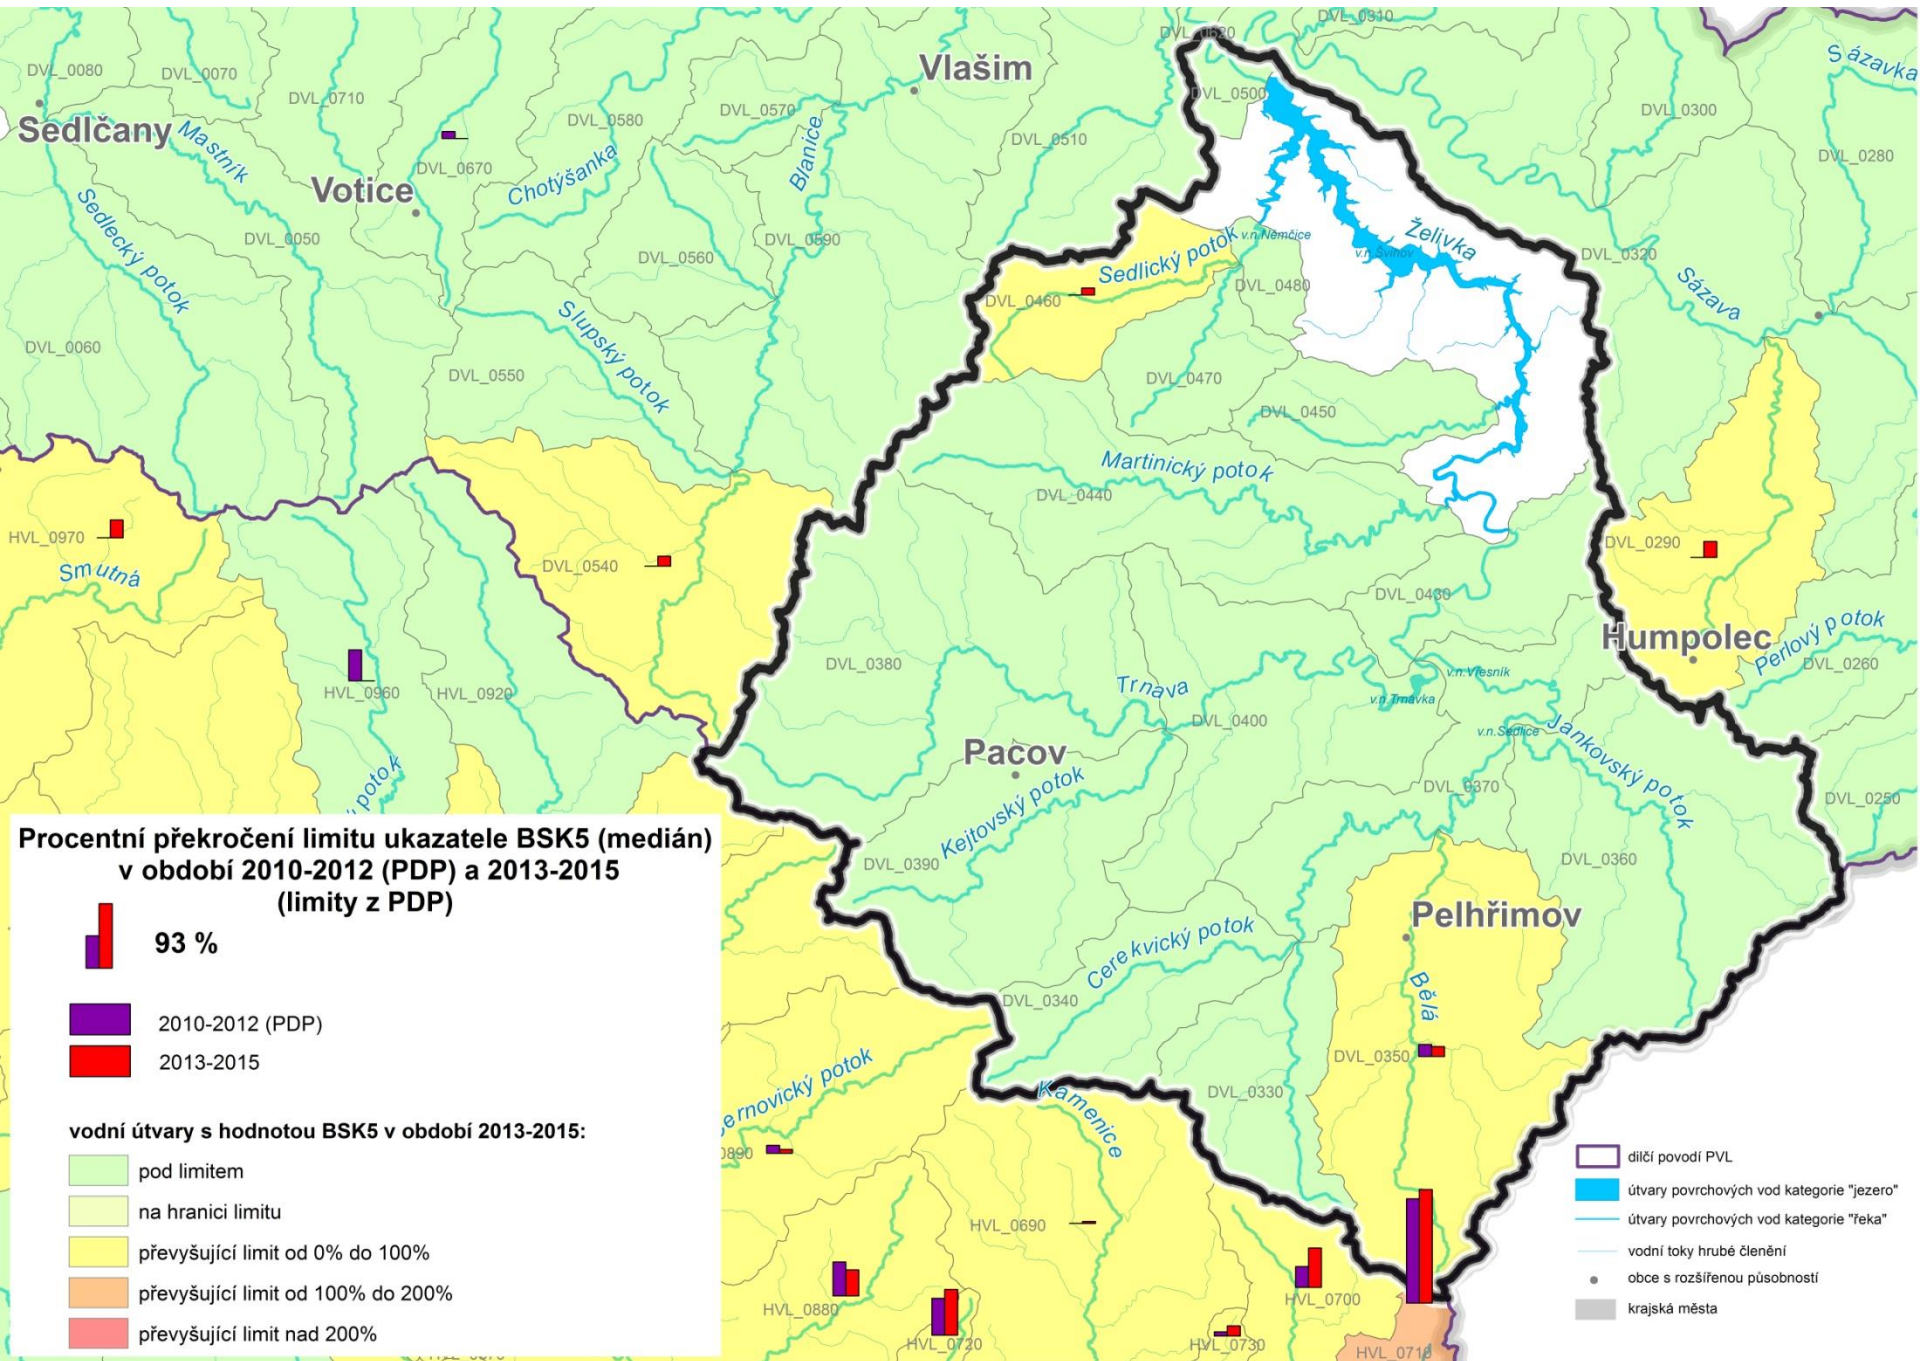 DVL_0310
DVL_0620
Vlašim
Sázavka
DVL_0080
DVL_0070
DVL_0710
DVL_0580
DVL_0570
DVL_0500
DVL_0300
Sedlčany
Mastník
DVL_0670
Chotýšanka
Blanice
DVL_0510
DVL_0280
Votice
Sedlecký potok
DVL_0050
DVL_0560
DVL_0590
v.n.Němčice
Želivka
v.n.Švihov
DVL_0320
Sedlický potok
DVL_0460
DVL_0480
Sázava
DVL_0060
Slupský potok
DVL_0550
DVL_0470
DVL_0450
Martinický potok
DVL_0440
HVL_0970
Smutná
DVL_0540
DVL_0290
DVL_0430
Humpolec
Perlový potok
DVL_0260
HVL_0960
HVL_0920
DVL_0380
Trnava
v.n.Vřesník
v.n.Trnávka
DVL_0400
v.n.Sedlice
Jankovský potok
Pacov
Kejtovský potok
DVL_0370
DVL_0250
potok
DVL_0390
DVL_0360
Pelhřimov
Cerekvický potok
Bělá
DVL_0340
DVL_0350
DVL_0330
ernovický potok
Kamenice
0890
HVL_0690
HVL_0880
HVL_0720
HVL_0730
HVL_0700
HVL_0710
Procentní překročení limitu ukazatele BSK5 (medián)
v období 2010-2012 (PDP) a 2013-2015
(limity z PDP)
93 %
2010-2012 (PDP)
2013-2015
vodní útvary s hodnotou BSK5 v období 2013-2015:
pod limitem
na hranici limitu
převyšující limit od 0% do 100%
převyšující limit od 100% do 200%
převyšující limit nad 200%
dílčí povodí PVL
útvary povrchových vod kategorie "jezero"
útvary povrchových vod kategorie "řeka"
vodní toky hrubé členění
obce s rozšířenou působností
krajská města